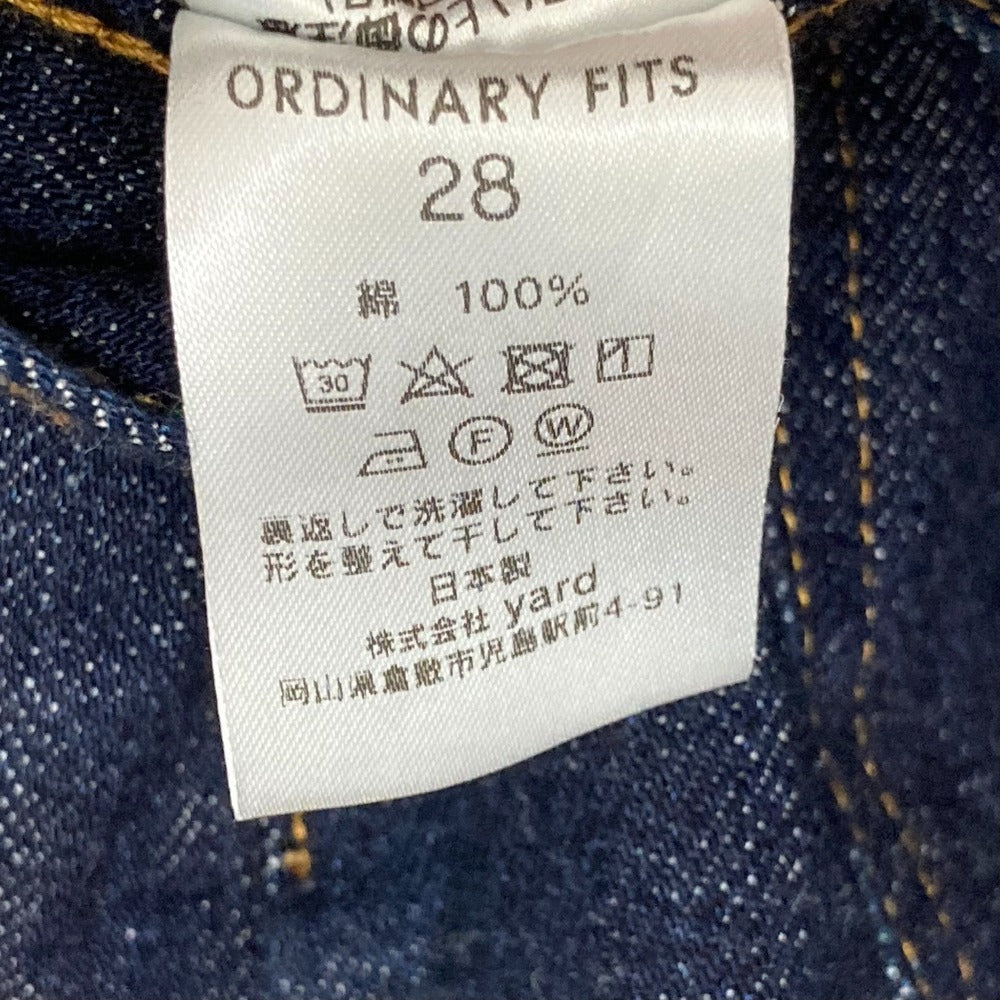 ORDINARY FITS
28
綿 100%
30
F W
裏返しで洗濯して下さい。
形を整えて干して下さい。
日本製
株式会社 yard
岡山県倉敷市児島駅前4-91